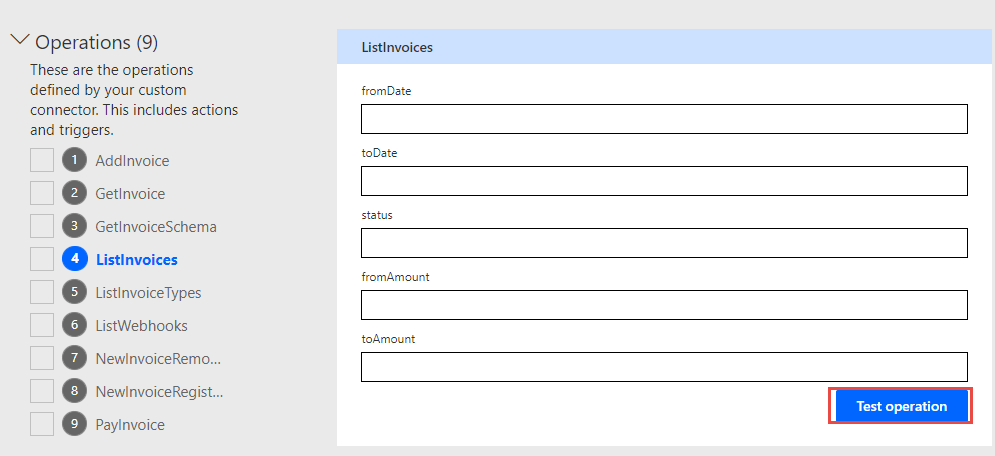 Operations (9)
These are the operations
defined by your custom
connector. This includes actions
and triggers.
1 AddInvoice
2 GetInvoice
3 GetInvoiceSchema
4 ListInvoices
5 ListInvoiceTypes
6 ListWebhooks
7 NewInvoiceRemo...
8 NewInvoiceRegist...
9 PayInvoice
ListInvoices
fromDate
toDate
status
fromAmount
toAmount
Test operation